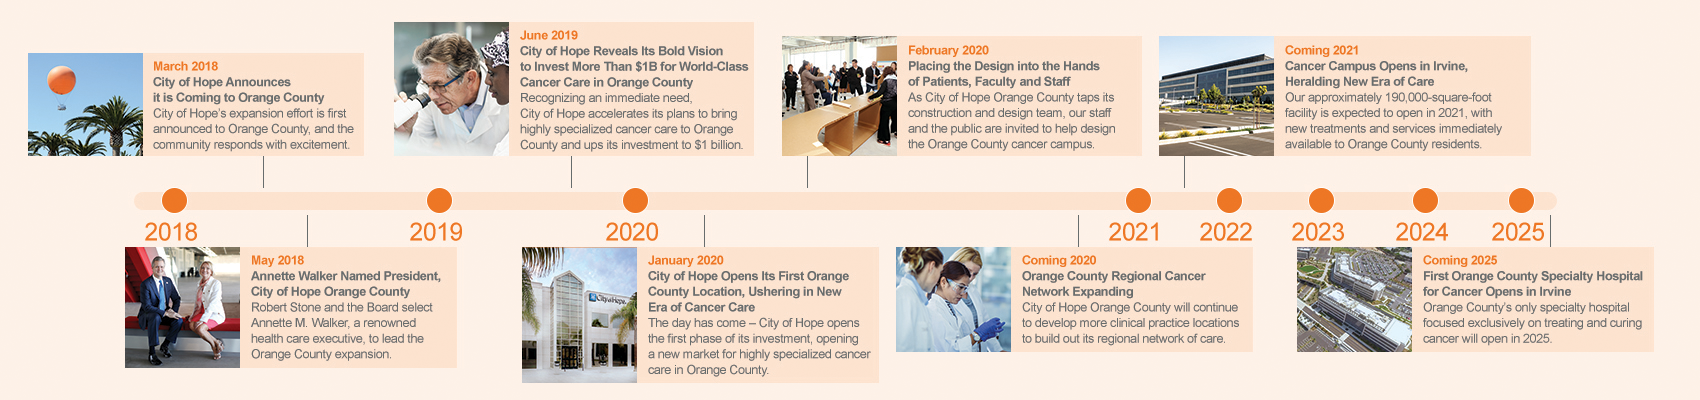 March 2018
City of Hope Announces
it is Coming to Orange County
City of Hope's expansion effort is first
announced to Orange County, and the
community responds with excitement.
June 2019
City of Hope Reveals Its Bold Vision
to Invest More Than $1B for World-Class
Cancer Care in Orange County
Recognizing an immediate need,
City of Hope accelerates its plans to bring
highly specialized cancer care to Orange
County and ups its investment to $1 billion.
February 2020
Placing the Design into the Hands
of Patients, Faculty and Staff
As City of Hope Orange County taps its
construction and design team, our staff
and the public are invited to help design
the Orange County cancer campus.
Coming 2021
Cancer Campus Opens in Irvine,
Heralding New Era of Care
Our approximately 190,000-square-foot
facility is expected to open in 2021, with
new treatments and services immediately
available to Orange County residents.
2018 2019 2020 2021 2022 2023 2024 2025
May 2018
Annette Walker Named President,
City of Hope Orange County
Robert Stone and the Board select
Annette M. Walker, a renowned
health care executive, to lead the
Orange County expansion.
Cityof Hope
January 2020
City of Hope Opens Its First Orange
County Location, Ushering in New
Era of Cancer Care
The day has come – City of Hope opens
the first phase of its investment, opening
a new market for highly specialized cancer
care in Orange County.
Coming 2020
Orange County Regional Cancer
Network Expanding
City of Hope Orange County will continue
to develop more clinical practice locations
to build out its regional network of care.
Coming 2025
First Orange County Specialty Hospital
for Cancer Opens in Irvine
Orange County's only specialty hospital
focused exclusively on treating and curing
cancer will open in 2025.